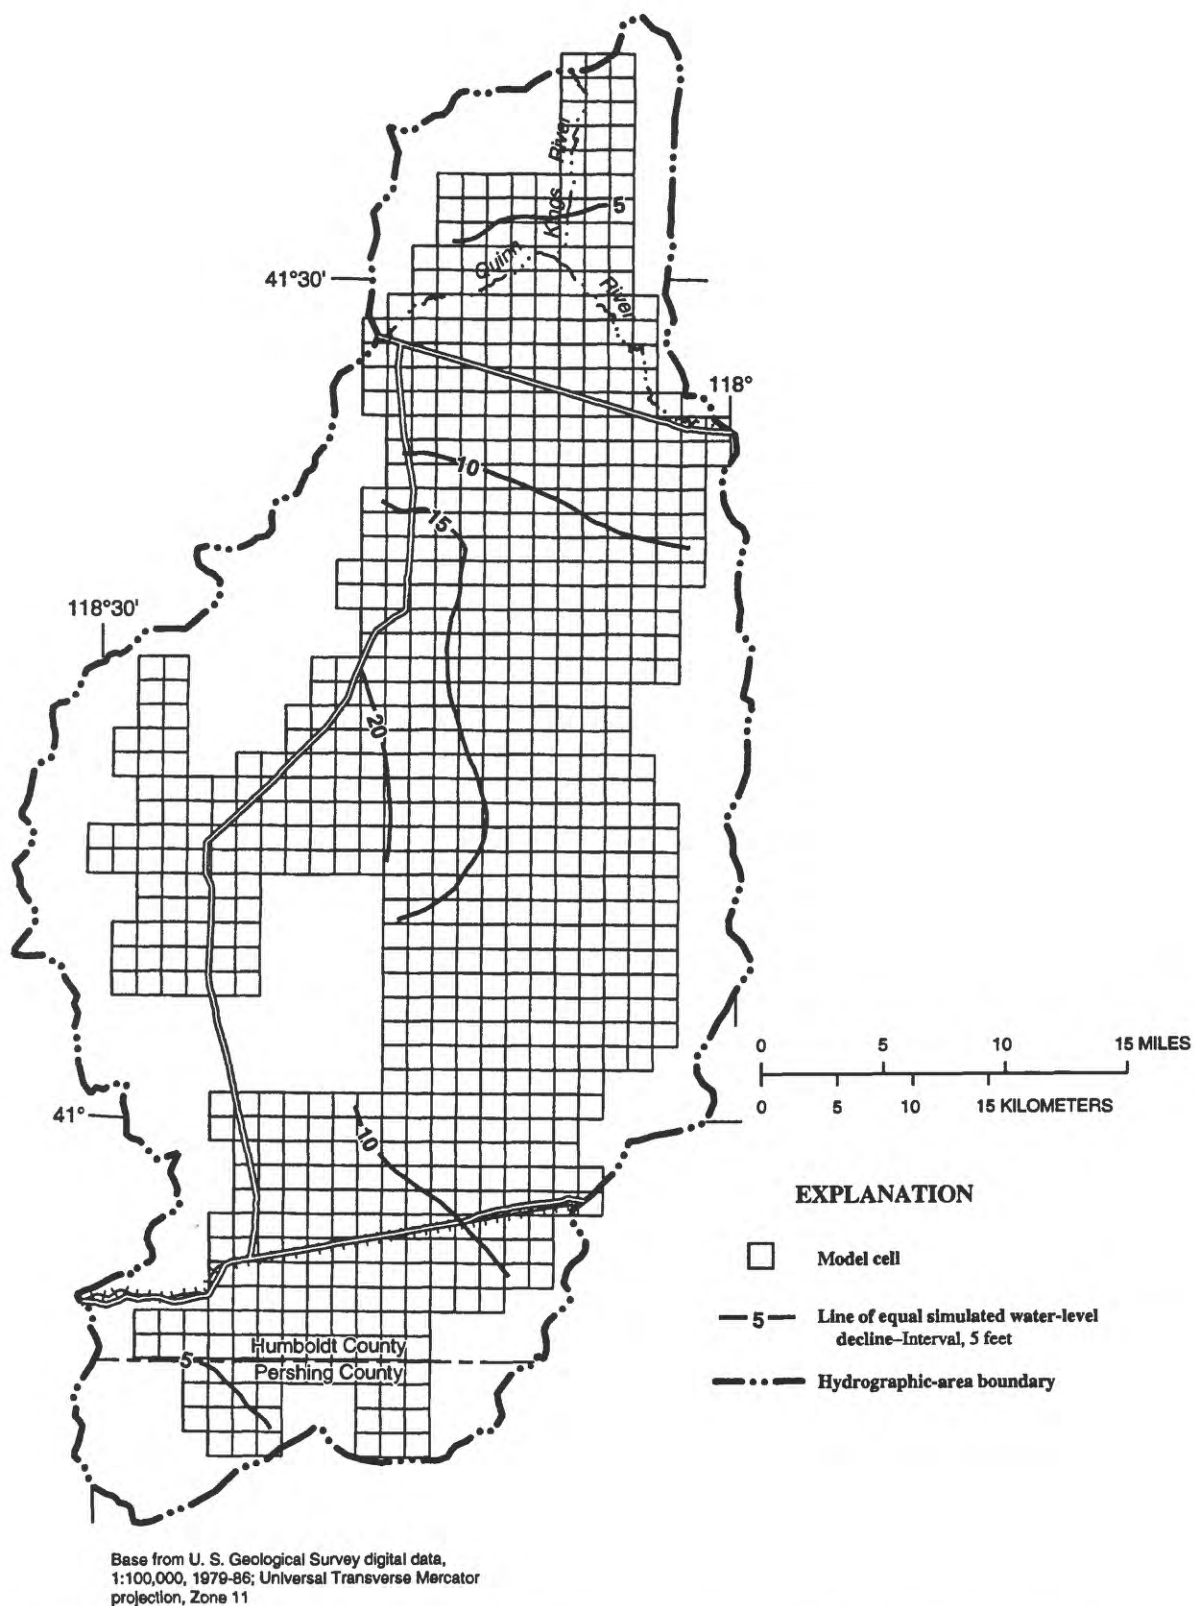 Kings River
5
Quinn River
41°30'
118°
10
15
118°30'
20
0 5 10 15 MILES
0 5 10 15 KILOMETERS
41°
10
EXPLANATION
Model cell
5
Line of equal simulated water-level
decline–Interval, 5 feet
Hydrographic-area boundary
Humboldt County
5
Pershing County
Base from U. S. Geological Survey digital data,
1:100,000, 1979-86; Universal Transverse Mercator
projection, Zone 11